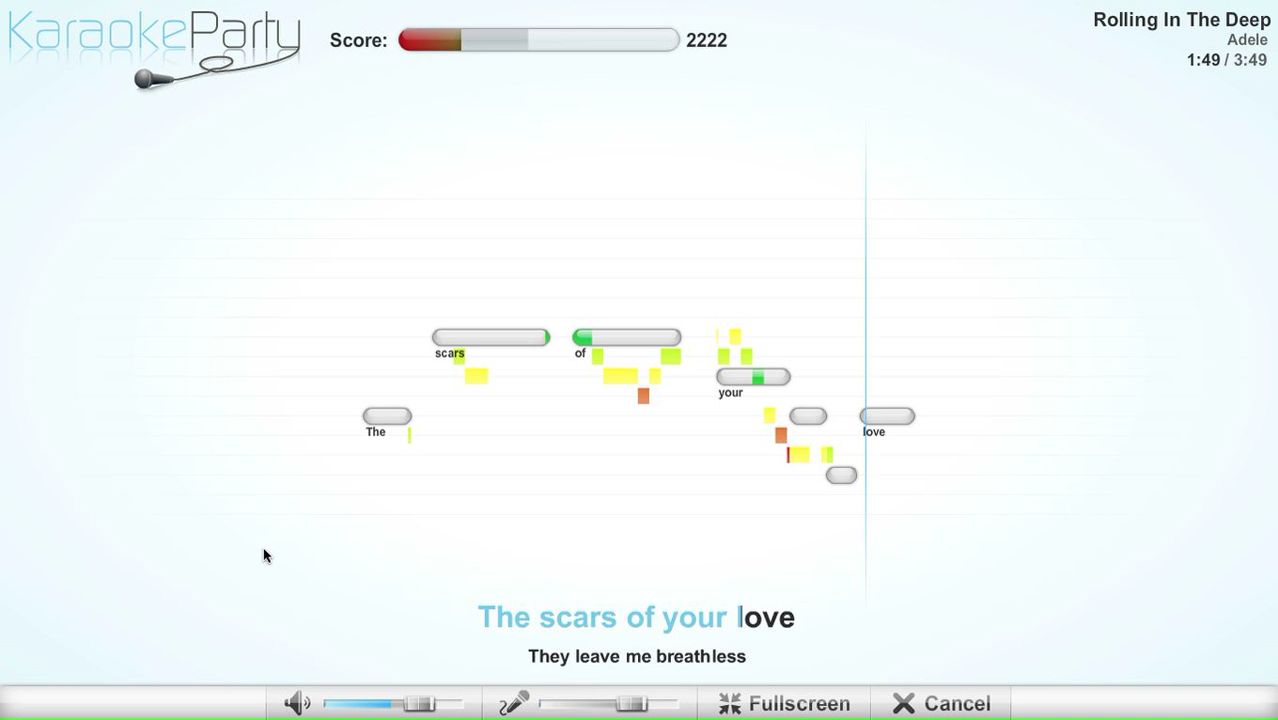 KaraokeParty
Score: 2222
Rolling In The Deep
Adele
1:49 / 3:49
scars
of
your
The
love
The scars of your love
They leave me breathless
Fullscreen
Cancel